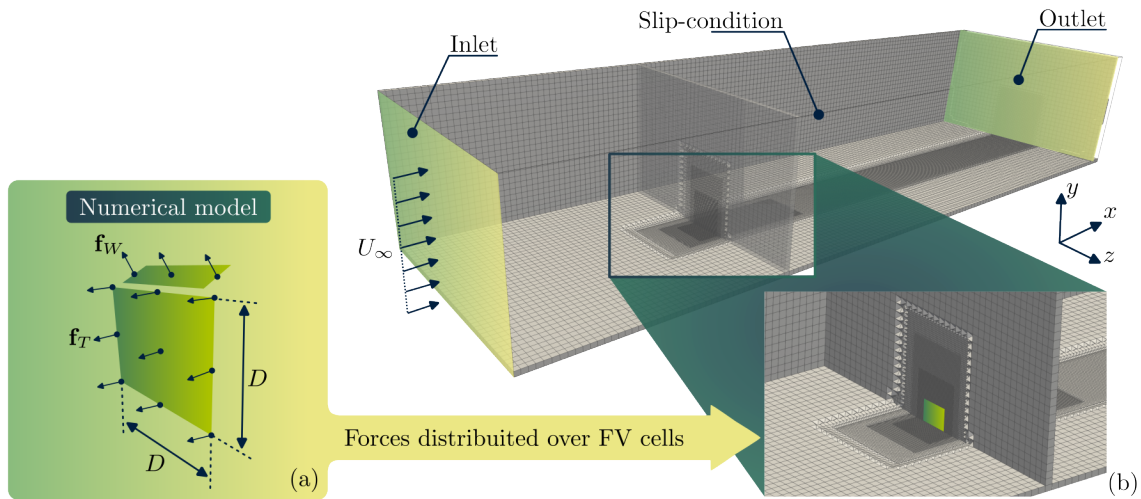 Slip-condition
Outlet
Inlet
Numerical model
f_W
U_∞
y
x
z
f_T
D
D
Forces distribuited over FV cells
(a)
(b)